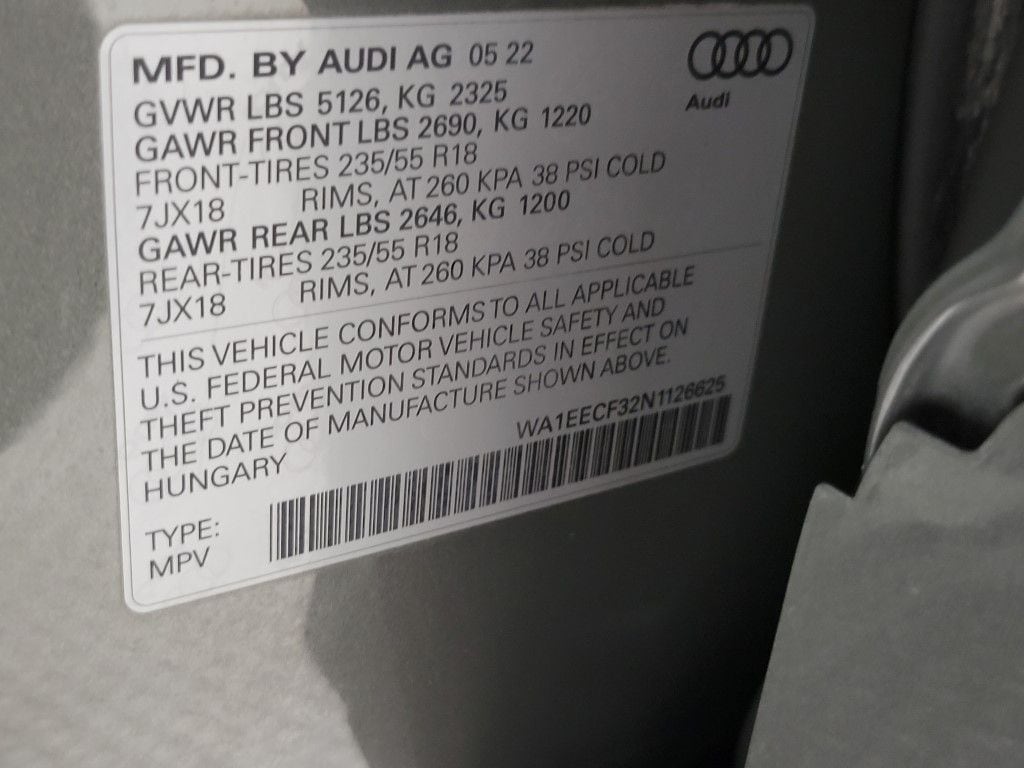 MFD. BY AUDI AG 05 22
Audi
GVWR LBS 5126, KG 2325
GAWR FRONT LBS 2690, KG 1220
FRONT-TIRES 235/55 R18
7JX18 RIMS, AT 260 KPA 38 PSI COLD
GAWR REAR LBS 2646, KG 1200
REAR-TIRES 235/55 R18
7JX18 RIMS, AT 260 KPA 38 PSI COLD
THIS VEHICLE CONFORMS TO ALL APPLICABLE
U.S. FEDERAL MOTOR VEHICLE SAFETY AND
THEFT PREVENTION STANDARDS IN EFFECT ON
THE DATE OF MANUFACTURE SHOWN ABOVE.
HUNGARY WA1EECF32N1126625
TYPE:
MPV